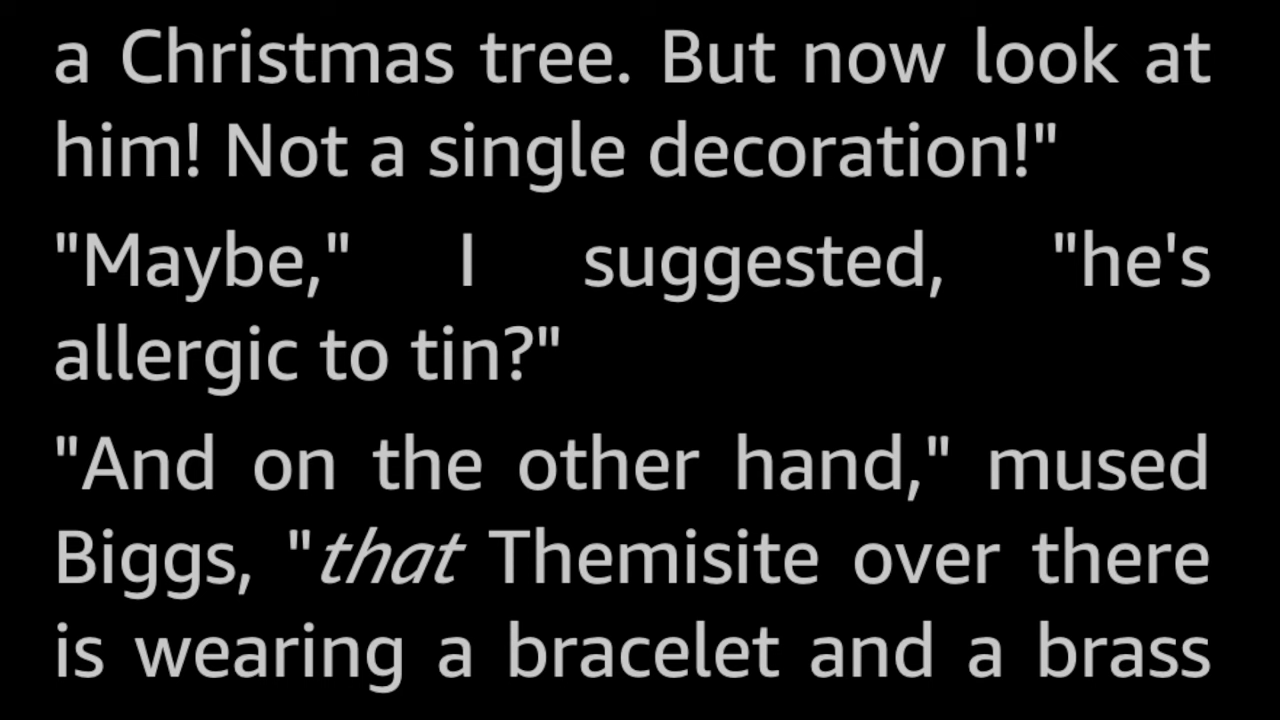 a Christmas tree. But now look at
him! Not a single decoration!"
"Maybe," I suggested, "he's
allergic to tin?"
"And on the other hand," mused
Biggs, "that Themisite over there
is wearing a bracelet and a brass